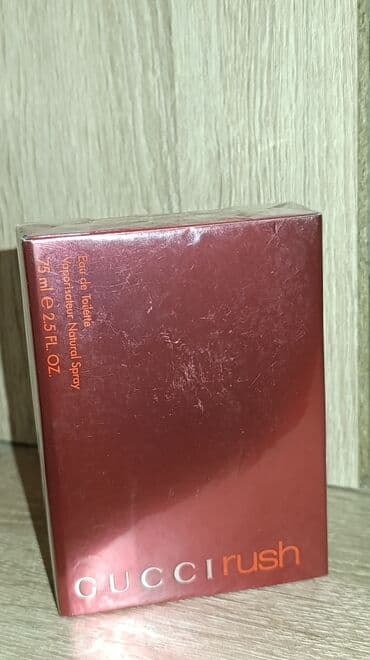 Eau de Toilette
Vaporisateur Natural Spray
75 ml e 2.5 FL. OZ.
GUCCI rush